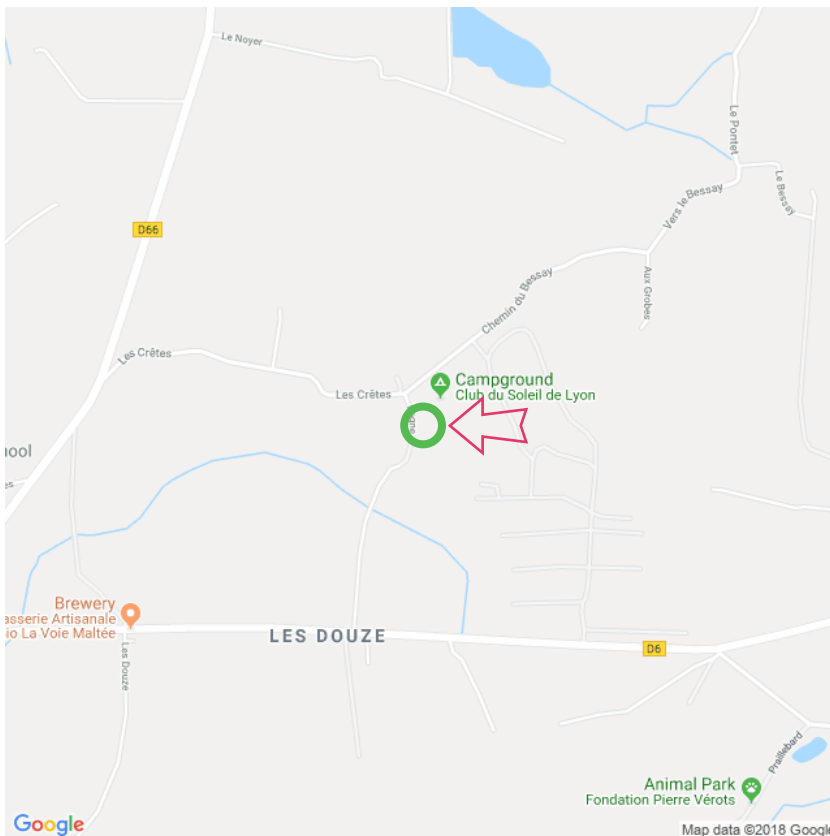 Le Noyer
Le Pontet
Le Bessay
Vers le Bessay
D66
Aux Grobes
Chemin du Bessay
Les Crêtes
Les Crêtes
Campground
Club du Soleil de Lyon
ool
Brewery
asserie Artisanale
io La Voie Maltée
LES DOUZE
D6
Les Douze
Praillebard
Animal Park
Fondation Pierre Vérots
Google
Map data ©2018 Google